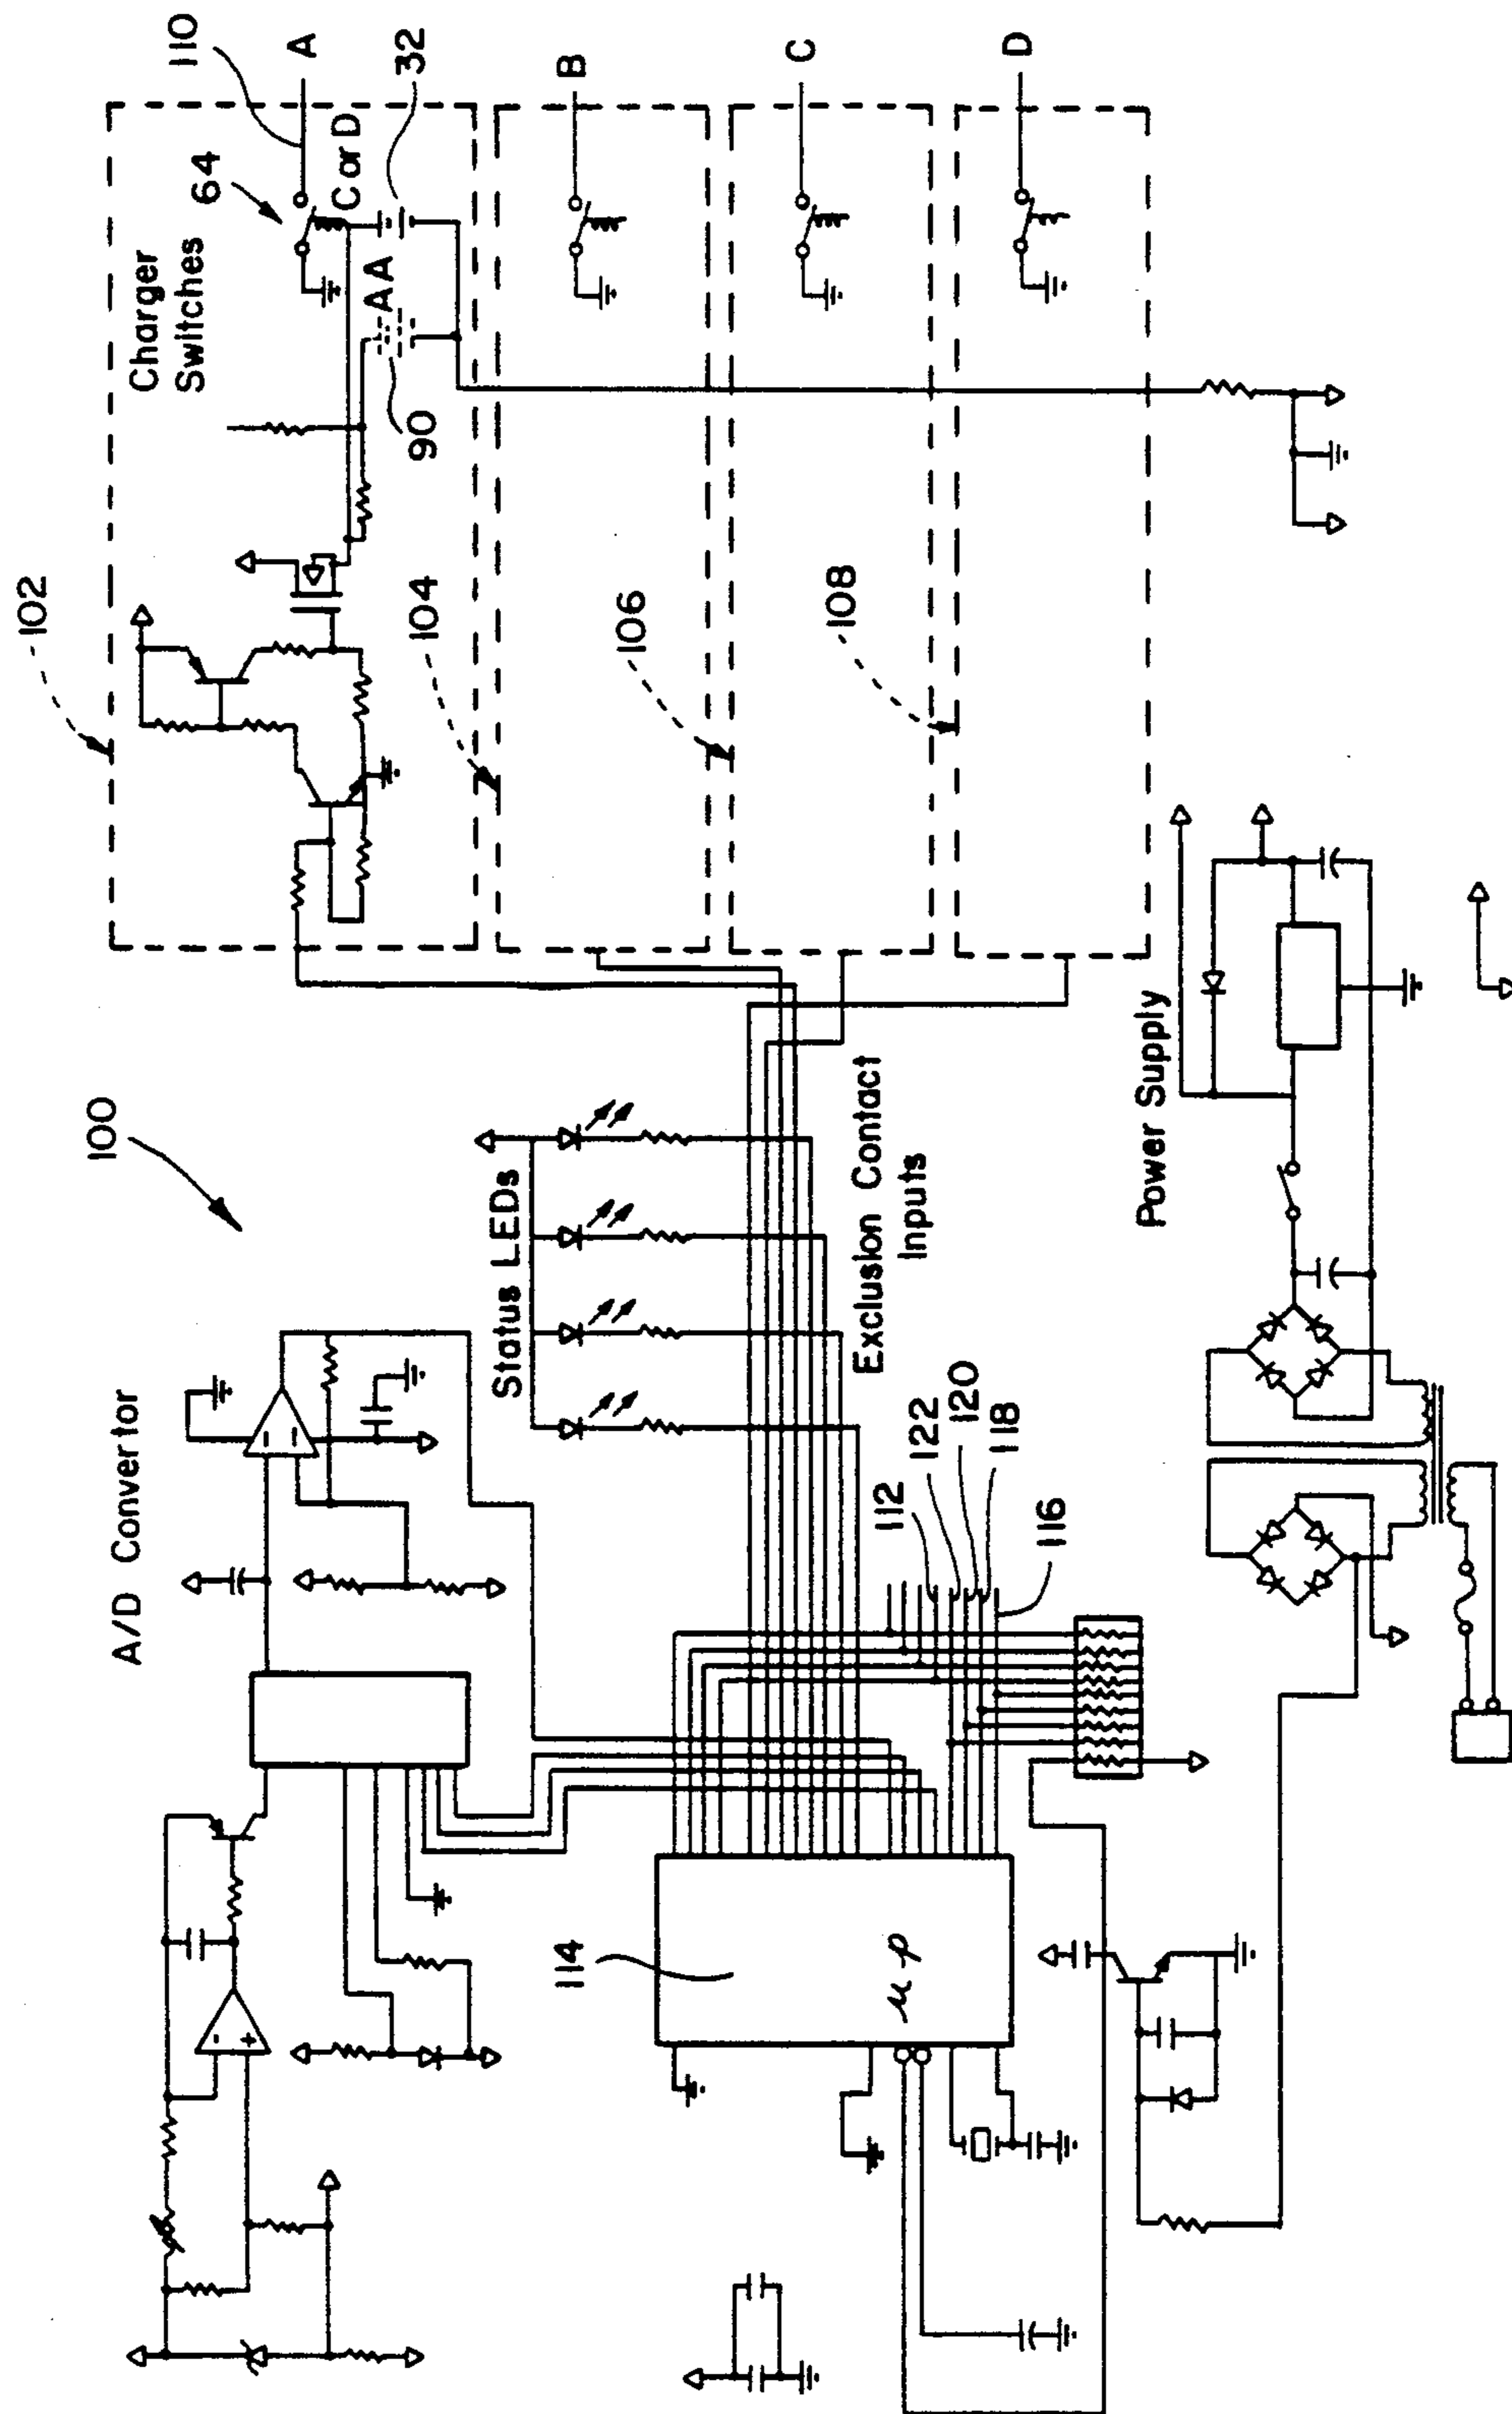 100
A/D Convertor
Status LEDs
Exclusion Contact
Inputs
112
122
120
118
116
114
μp
Power Supply
102
104
106
108
Charger
Switches
64
110
A
C or D
32
AA
90
B
C
D